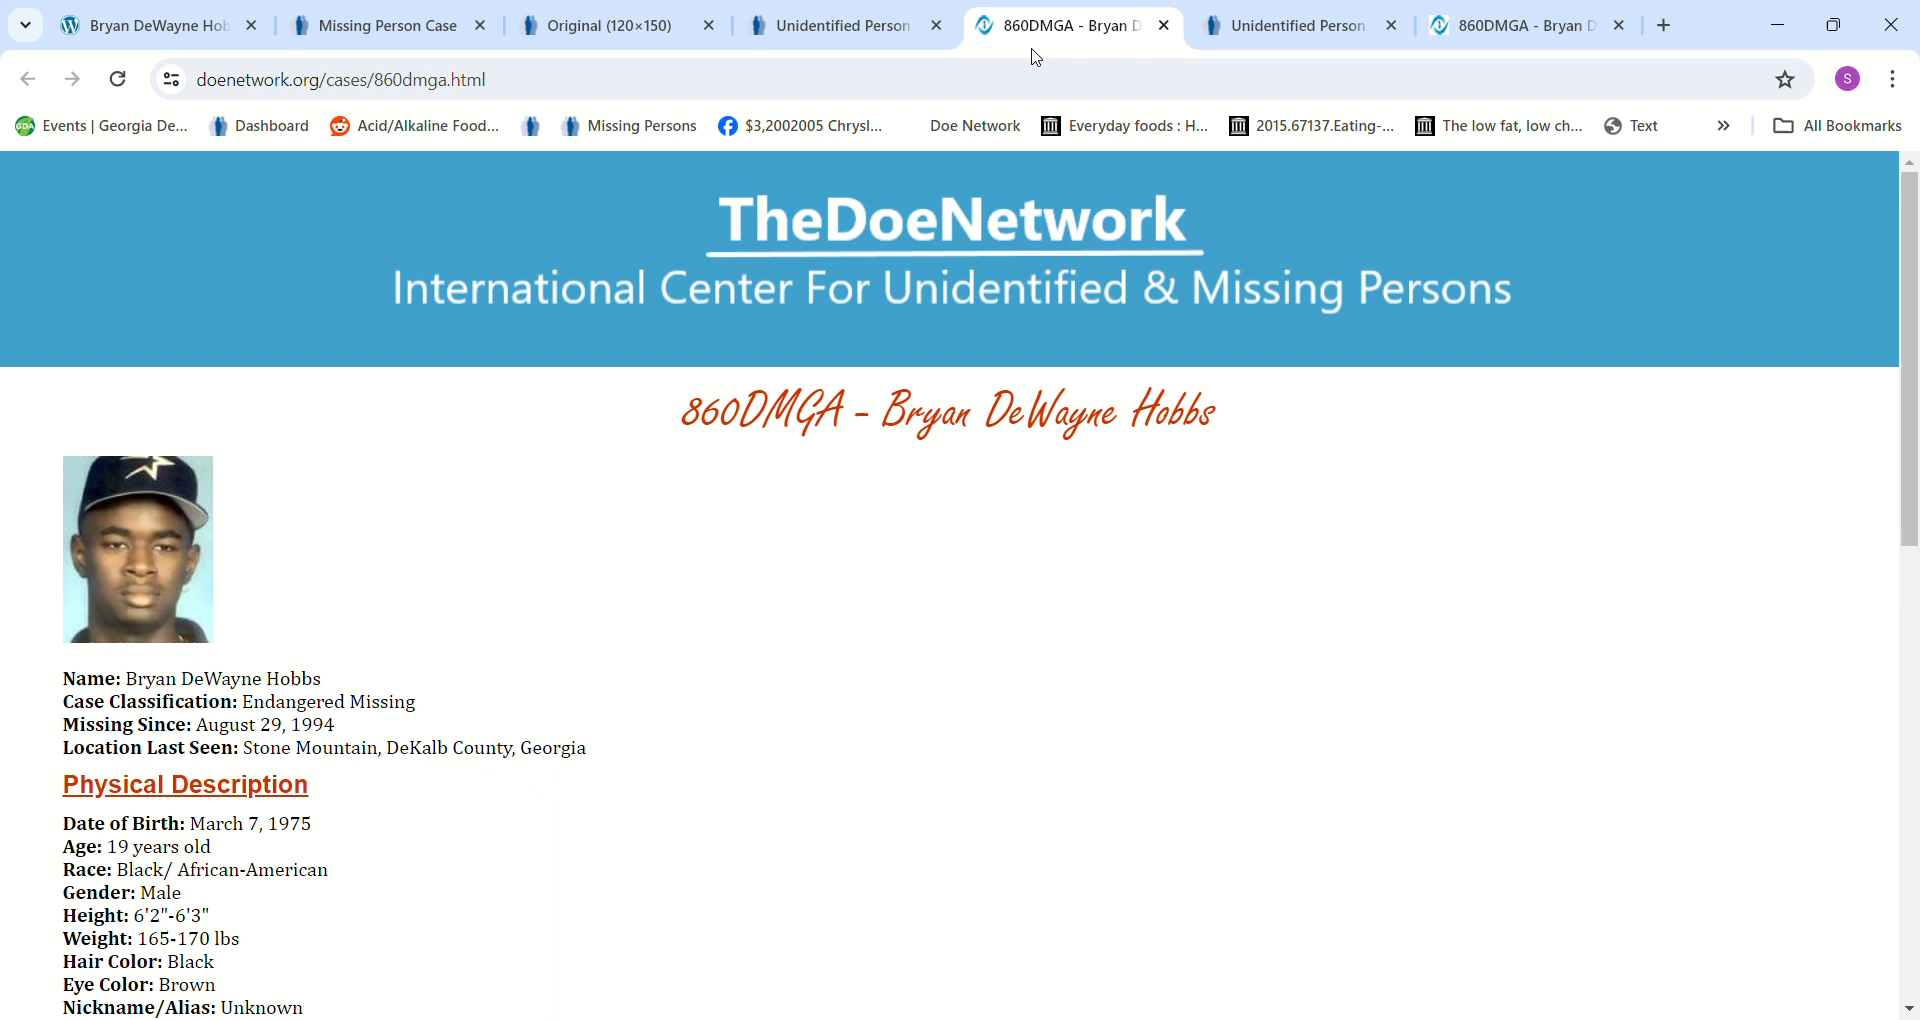 Bryan DeWayne Hob
Missing Person Case
Original (120×150)
Unidentified Person
860DMGA - Bryan D
Unidentified Person
860DMGA - Bryan D
doenetwork.org/cases/860dmga.html
S
Events | Georgia De...
Dashboard
Acid/Alkaline Food...
Missing Persons
$3,2002005 Chrysl...
Doe Network
Everyday foods : H...
2015.67137.Eating-...
The low fat, low ch...
Text
All Bookmarks
TheDoeNetwork
International Center For Unidentified & Missing Persons
860DMGA - Bryan DeWayne Hobbs
Name: Bryan DeWayne Hobbs
Case Classification: Endangered Missing
Missing Since: August 29, 1994
Location Last Seen: Stone Mountain, DeKalb County, Georgia
Physical Description
Date of Birth: March 7, 1975
Age: 19 years old
Race: Black/ African-American
Gender: Male
Height: 6'2"-6'3"
Weight: 165-170 lbs
Hair Color: Black
Eye Color: Brown
Nickname/Alias: Unknown